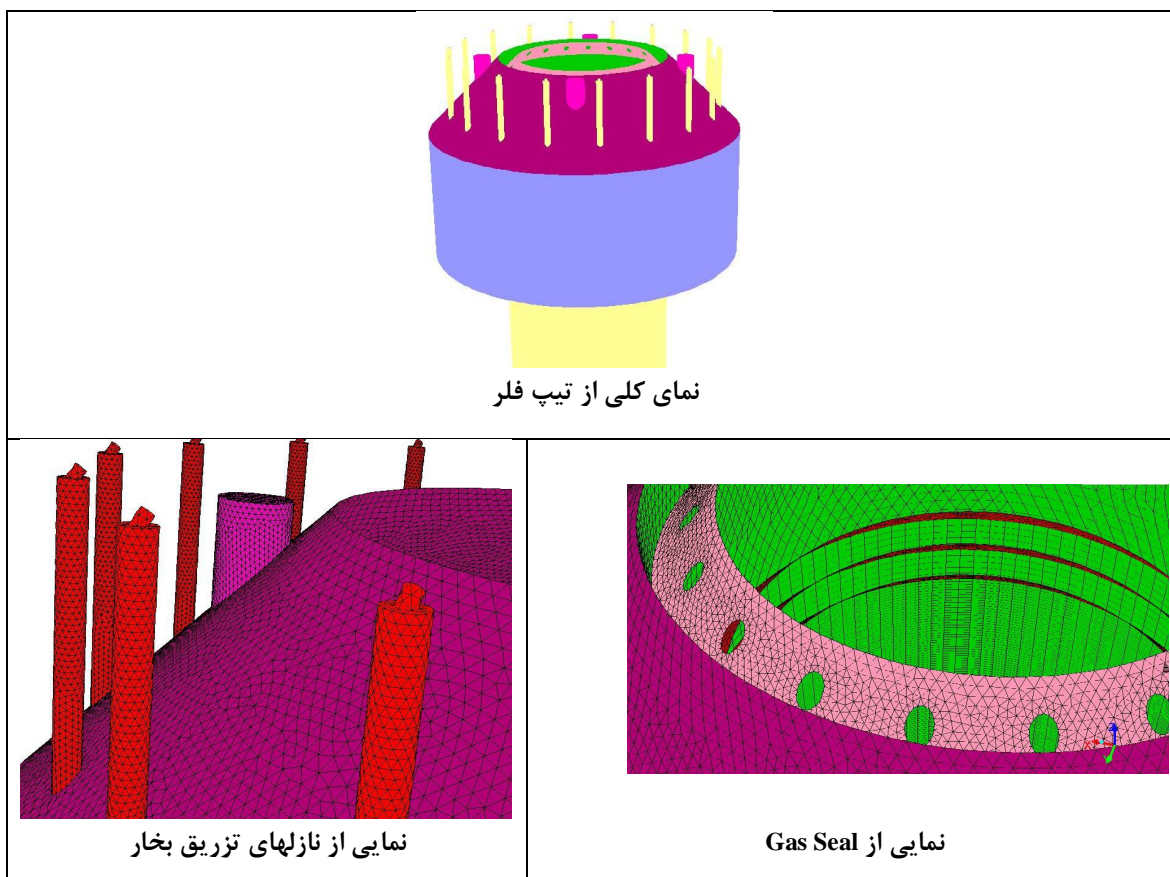 نمای کلی از تیپ فلر
نمایی از نازلهای تزریق بخار
نمایی از Gas Seal